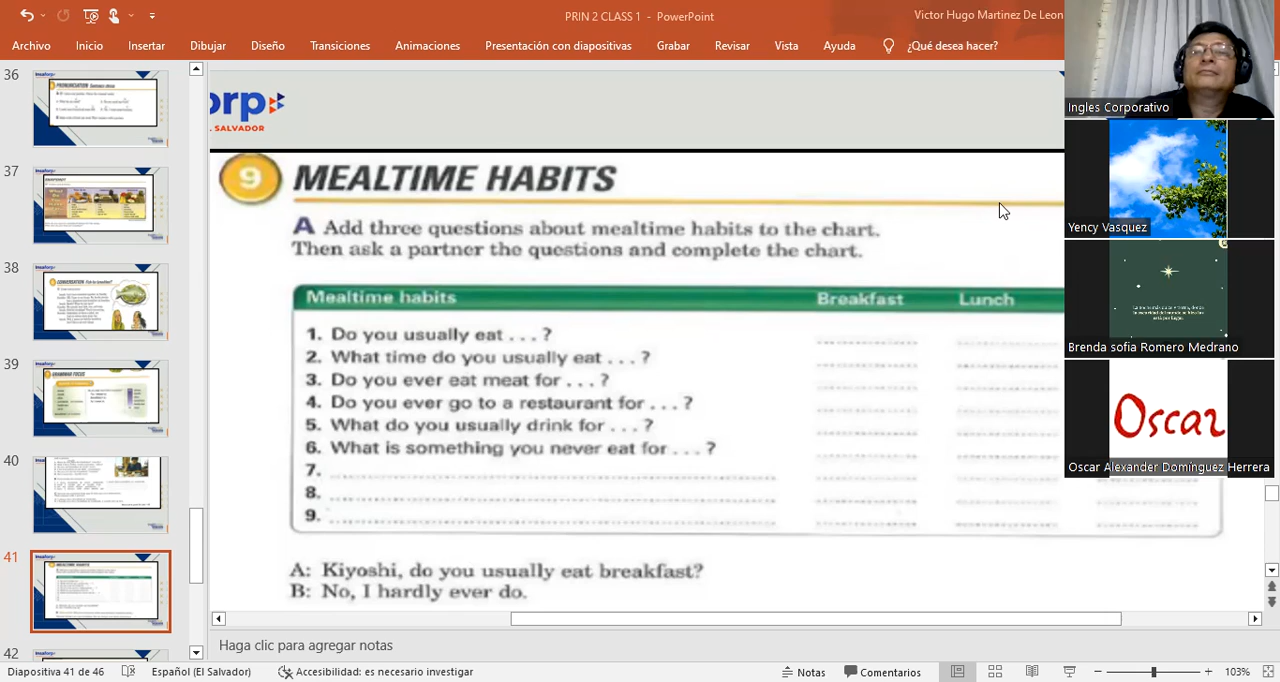 PRIN 2 CLASS 1 - PowerPoint
Victor Hugo Martinez De Leon
Archivo Inicio Insertar Dibujar Diseño Transiciones Animaciones Presentación con diapositivas Grabar Revisar Vista Ayuda ¿Qué desea hacer?
36
37
38
39
40
41
42
orp
. SALVADOR
9 MEALTIME HABITS
A Add three questions about mealtime habits to the chart.
Then ask a partner the questions and complete the chart.
Mealtime habits Breakfast Lunch
1. Do you usually eat . . . ?
2. What time do you usually eat . . . ?
3. Do you ever eat meat for . . . ?
4. Do you ever go to a restaurant for . . . ?
5. What do you usually drink for . . . ?
6. What is something you never eat for . . . ?
7.
8.
9.
A: Kiyoshi, do you usually eat breakfast?
B: No, I hardly ever do.
Ingles Corporativo
Yency Vasquez
Brenda sofia Romero Medrano
Oscar
Oscar Alexander Domínguez Herrera
Haga clic para agregar notas
Diapositiva 41 de 46 Español (El Salvador) Accesibilidad: es necesario investigar Notas Comentarios 103%